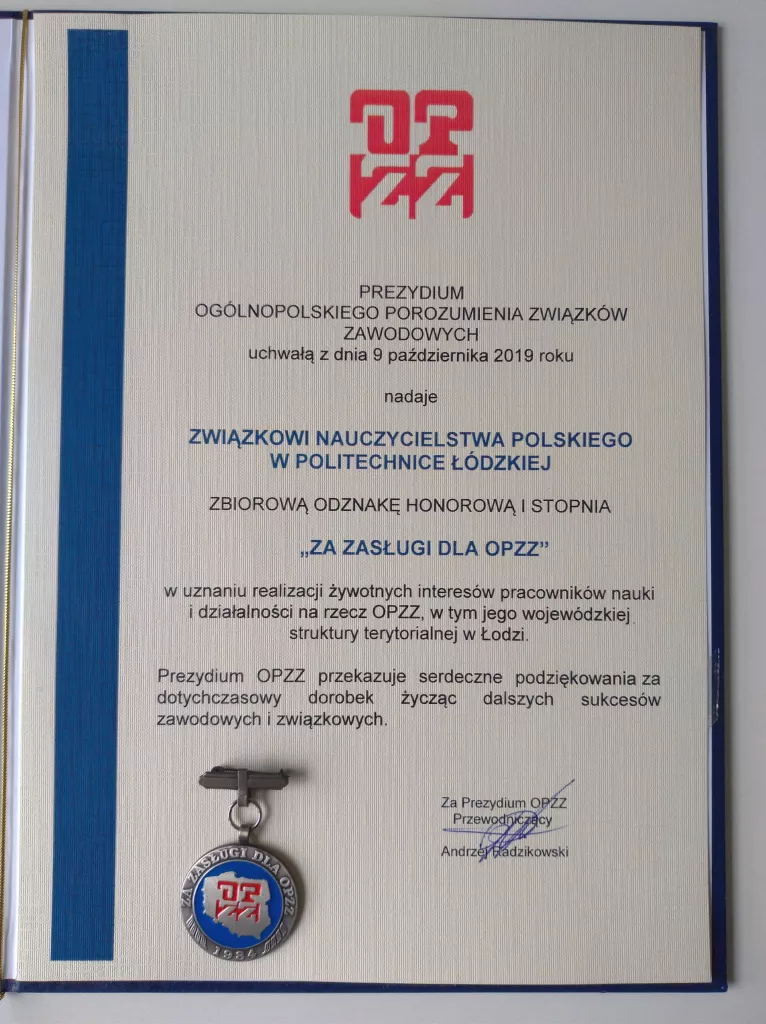 OP
ZZ
PREZYDIUM
OGÓLNOPOLSKIEGO POROZUMIENIA ZWIĄZKÓW
ZAWODOWYCH
uchwałą z dnia 9 października 2019 roku
nadaje
ZWIĄZKOWI NAUCZYCIELSTWA POLSKIEGO
W POLITECHNICE ŁÓDZKIEJ
ZBIOROWĄ ODZNAKĘ HONOROWĄ I STOPNIA
„ZA ZASŁUGI DLA OPZZ”
w uznaniu realizacji żywotnych interesów pracowników nauki
i działalności na rzecz OPZZ, w tym jego wojewódzkiej
struktury terytorialnej w Łodzi.
Prezydium OPZZ przekazuje serdeczne podziękowania za
dotychczasowy dorobek życząc dalszych sukcesów
zawodowych i związkowych.
Za Prezydium OPZZ
Przewodniczący
Andrzej Radzikowski
ZA ZASŁUGI DLA OPZZ
OP
ZZ
1984